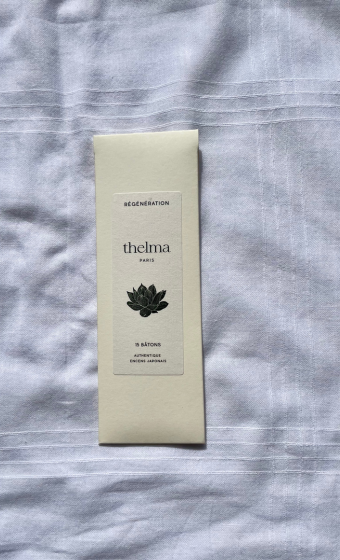 RÉGÉNÉRATION
thelma
PARIS
15 BÂTONS
AUTHENTIQUE
ENCENS JAPONAIS